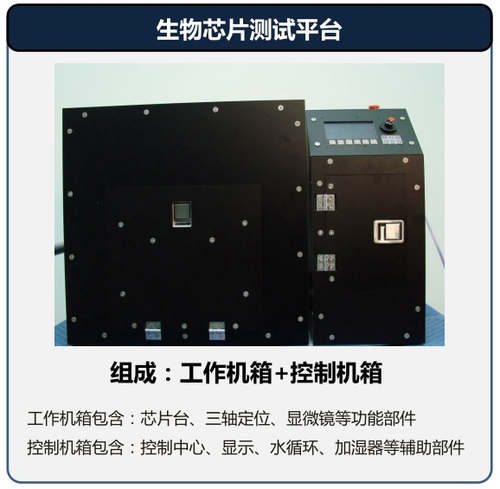 生物芯片测试平台
组成：工作机箱+控制机箱
工作机箱包含：芯片台、三轴定位、显微镜等功能部件
控制机箱包含：控制中心、显示、水循环、加湿器等辅助部件